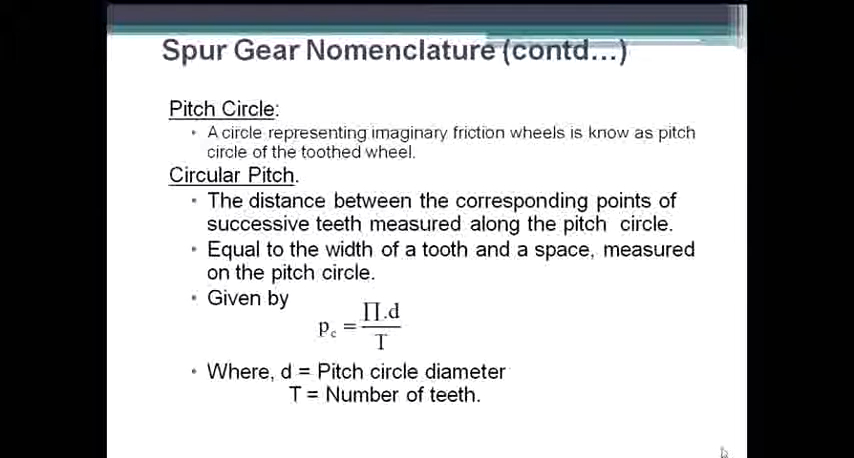 Spur Gear Nomenclature (contd...)
Pitch Circle:
• A circle representing imaginary friction wheels is know as pitch
circle of the toothed wheel.
Circular Pitch.
• The distance between the corresponding points of
successive teeth measured along the pitch circle.
• Equal to the width of a tooth and a space, measured
on the pitch circle.
• Given by
p_c = Π.d / T
• Where, d = Pitch circle diameter
T = Number of teeth.